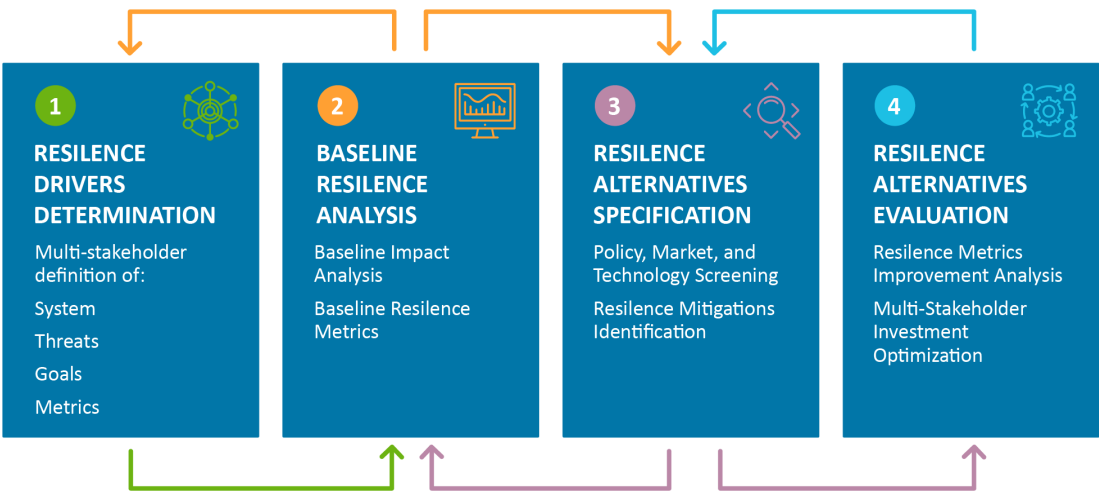 1
RESILENCE
DRIVERS
DETERMINATION
Multi-stakeholder
definition of:
System
Threats
Goals
Metrics
2
BASELINE
RESILENCE
ANALYSIS
Baseline Impact
Analysis
Baseline Resilence
Metrics
3
RESILENCE
ALTERNATIVES
SPECIFICATION
Policy, Market, and
Technology Screening
Resilence Mitigations
Identification
4
RESILENCE
ALTERNATIVES
EVALUATION
Resilence Metrics
Improvement Analysis
Multi-Stakeholder
Investment
Optimization